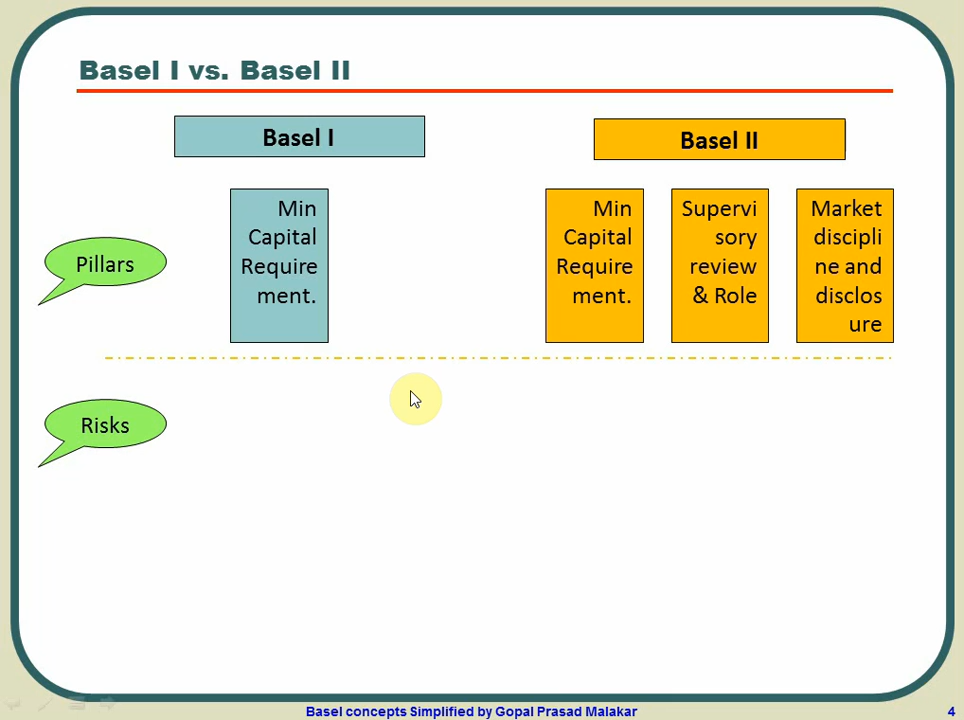 Basel I vs. Basel II
Basel I
Basel II
Pillars
Min
Capital
Require
ment.
Min
Capital
Require
ment.
Supervi
sory
review
& Role
Market
discipli
ne and
disclos
ure
Risks
Basel concepts Simplified by Gopal Prasad Malakar
4